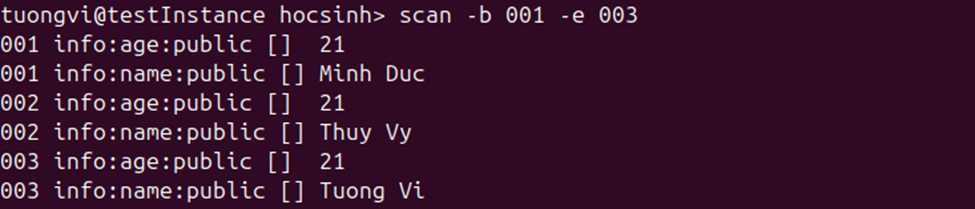 tuongvi@testInstance hocsinh> scan -b 001 -e 003
001 info:age:public []  21
001 info:name:public [] Minh Duc
002 info:age:public []  21
002 info:name:public [] Thuy Vy
003 info:age:public []  21
003 info:name:public [] Tuong Vi